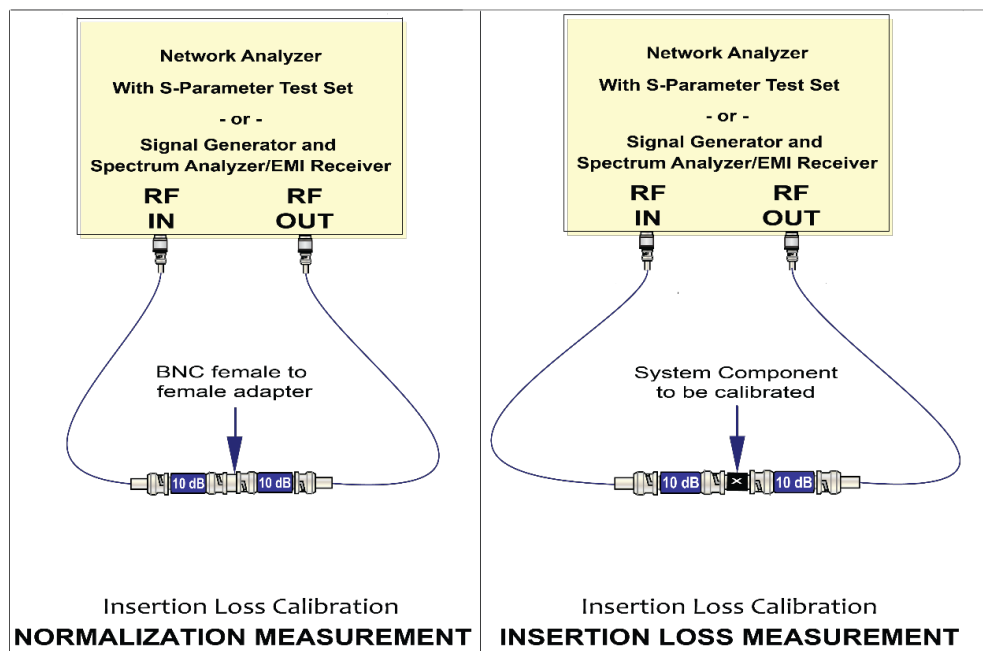 Network Analyzer
With S-Parameter Test Set
- or -
Signal Generator and
Spectrum Analyzer/EMI Receiver
RF
IN
RF
OUT
BNC female to
female adapter
10 dB
10 dB
Insertion Loss Calibration
NORMALIZATION MEASUREMENT
Network Analyzer
With S-Parameter Test Set
- or -
Signal Generator and
Spectrum Analyzer/EMI Receiver
RF
IN
RF
OUT
System Component
to be calibrated
10 dB
X
10 dB
Insertion Loss Calibration
INSERTION LOSS MEASUREMENT